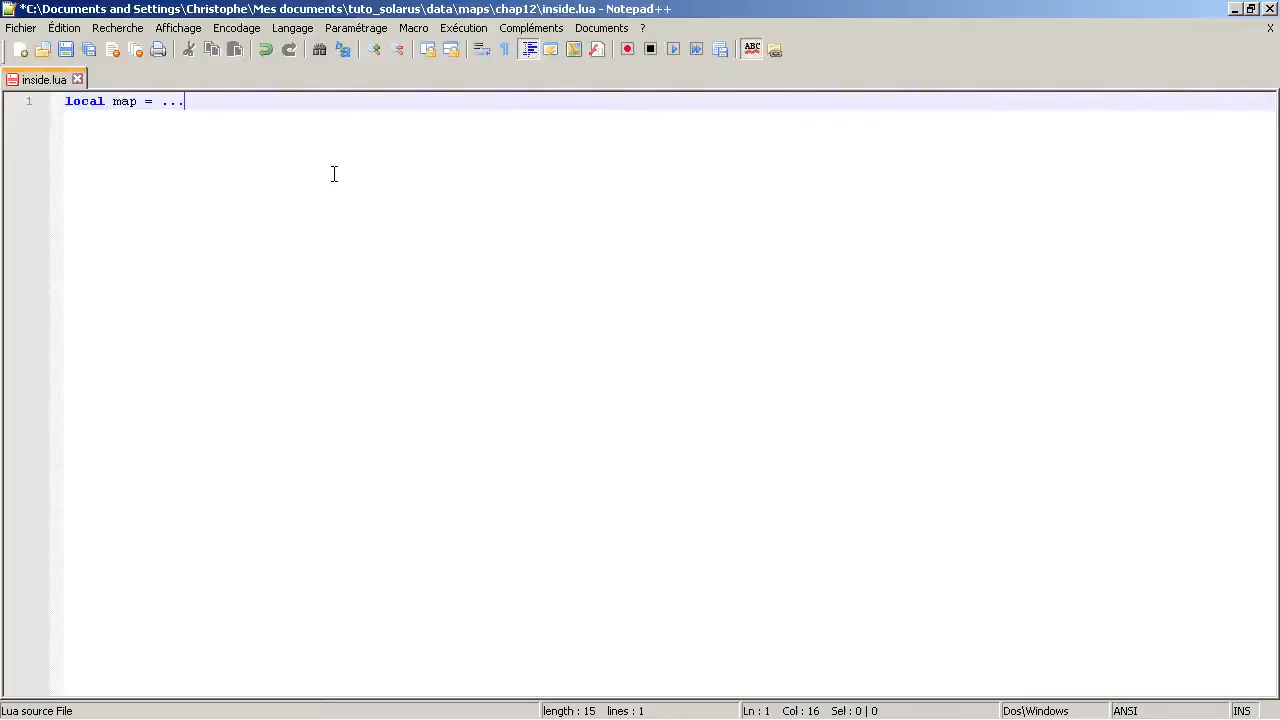 *C:\Documents and Settings\Christophe\Mes documents\tuto_solarus\data\maps\chap12\inside.lua - Notepad++
Fichier Édition Recherche Affichage Encodage Langage Paramétrage Macro Exécution Compléments Documents ? X
ABC
inside.lua
1 local map = ...
Lua source File length : 15 lines : 1 Ln : 1 Col : 16 Sel : 0 | 0 Dos\Windows ANSI INS